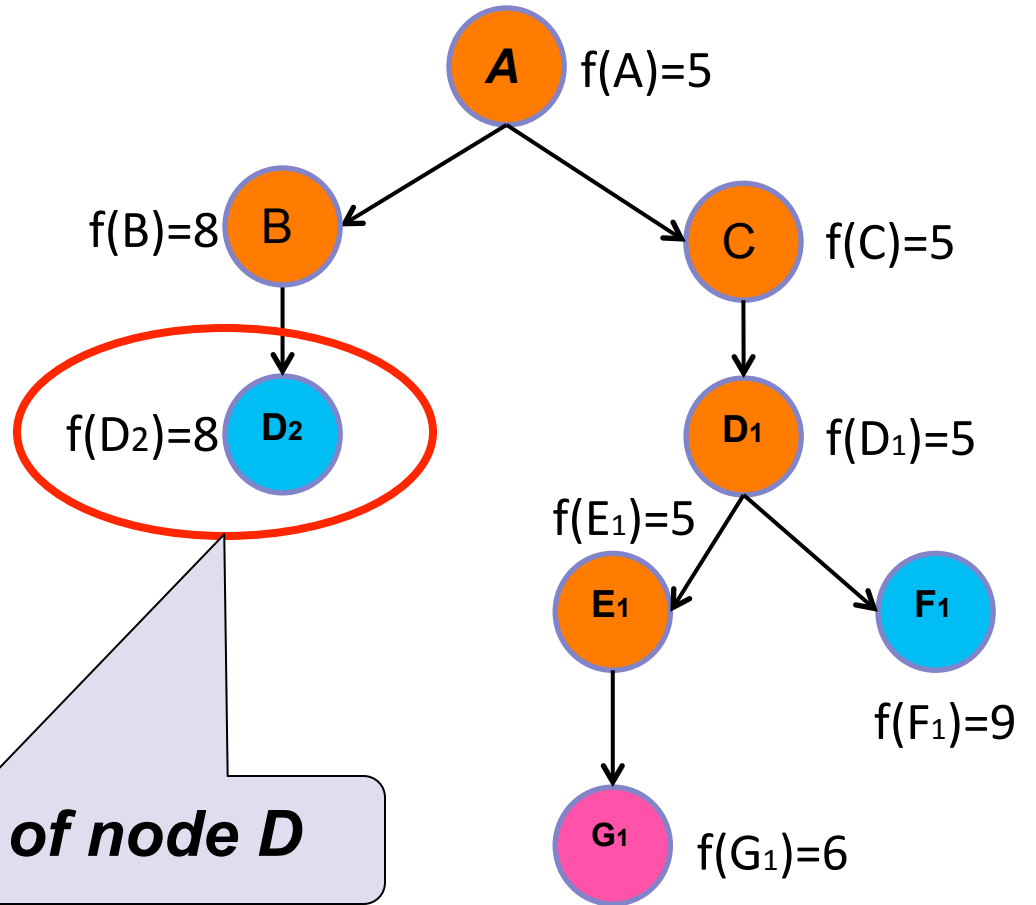 A f(A)=5
f(B)=8 B
C f(C)=5
f(D₂)=8 D₂
D₁ f(D₁)=5
f(E₁)=5
E₁
F₁
f(F₁)=9
G₁ f(G₁)=6
of node D